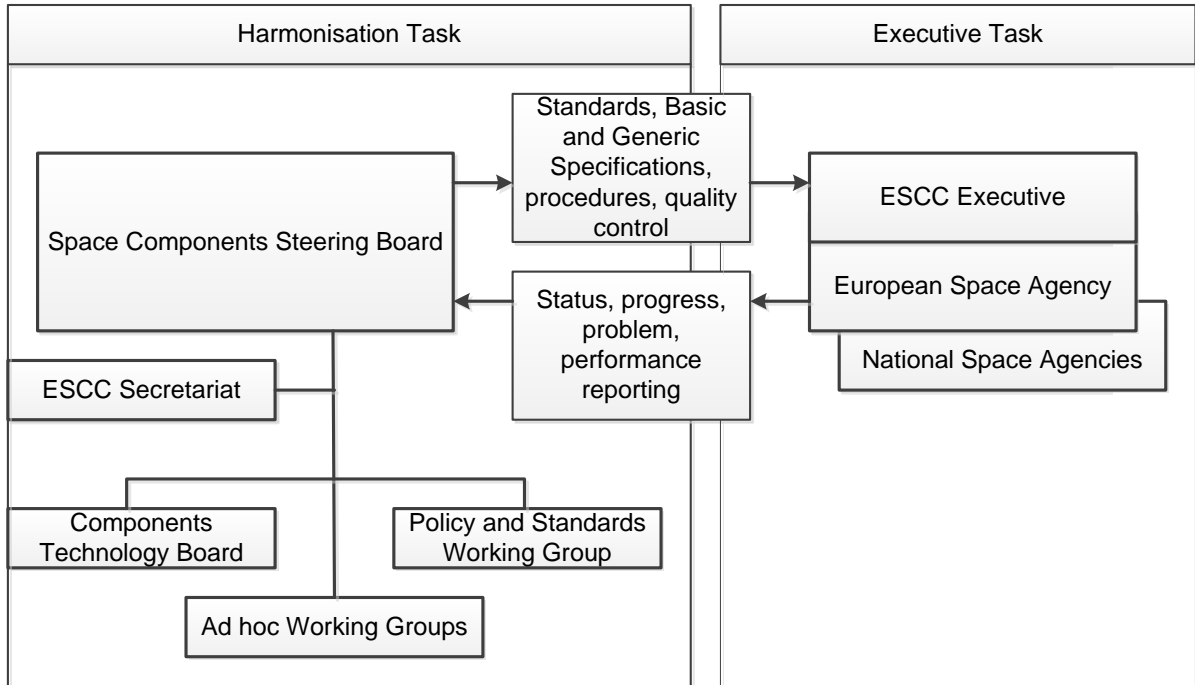 Harmonisation Task
Executive Task
Standards, Basic
and Generic
Specifications,
procedures, quality
control
Space Components Steering Board
ESCC Executive
European Space Agency
National Space Agencies
Status, progress,
problem,
performance
reporting
ESCC Secretariat
Components
Technology Board
Policy and Standards
Working Group
Ad hoc Working Groups